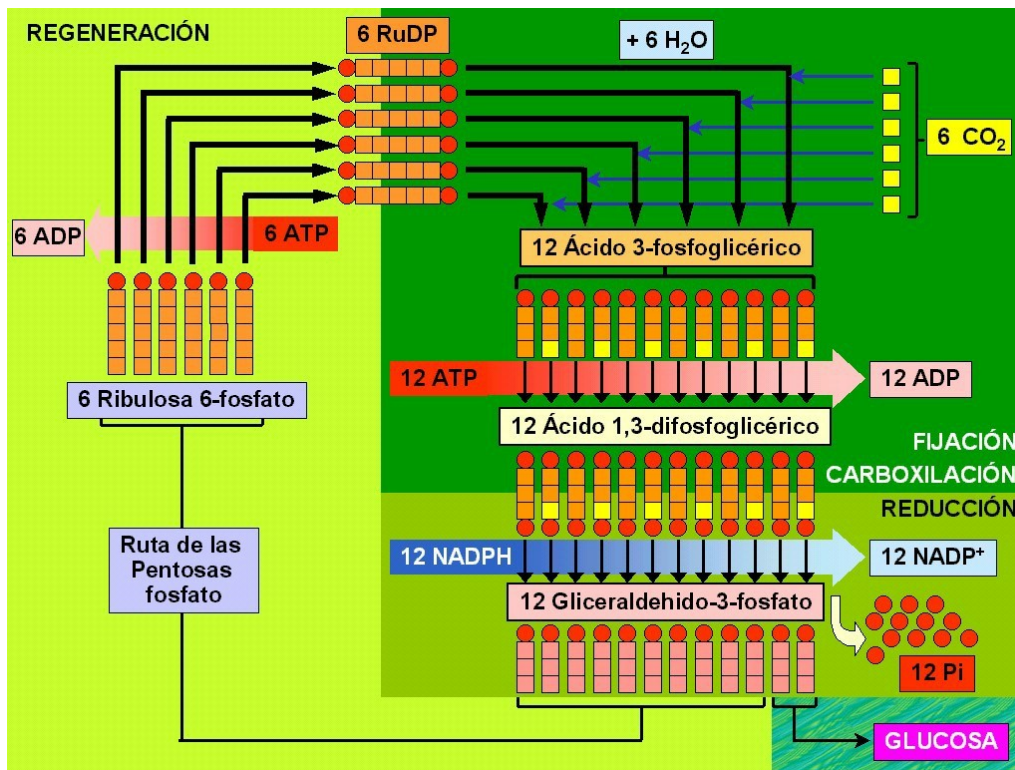 REGENERACIÓN
6 RuDP
+ 6 H₂O
6 CO₂
6 ADP
6 ATP
12 Ácido 3-fosfoglicérico
12 ATP
12 ADP
6 Ribulosa 6-fosfato
12 Ácido 1,3-difosfoglicérico
FIJACIÓN
CARBOXILACIÓN
REDUCCIÓN
Ruta de las
Pentosas
fosfato
12 NADPH
12 NADP⁺
12 Gliceraldehido-3-fosfato
12 Pi
GLUCOSA